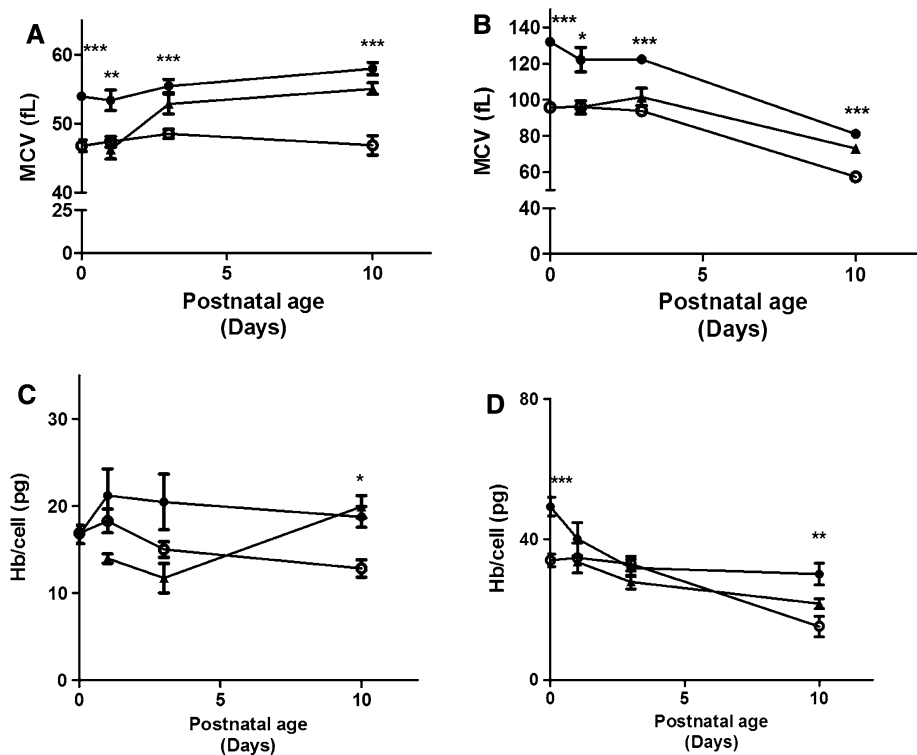 A
MCV (fL)
60
50
40
25
0
***
**
***
***
0 5 10
Postnatal age
(Days)
B
MCV (fL)
140
120
100
80
60
40
0
***
*
***
***
0 5 10
Postnatal age
(Days)
C
Hb/cell (pg)
30
20
10
0
*
0 5 10
Postnatal age
(Days)
D
Hb/cell (pg)
80
40
0
***
**
0 5 10
Postnatal age
(Days)